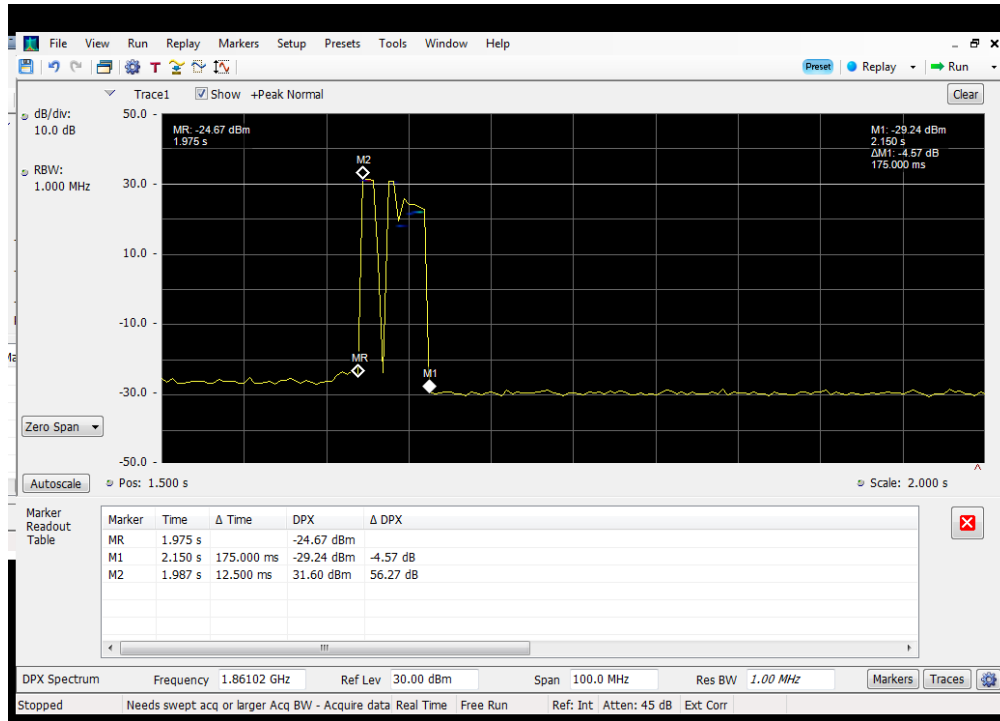 File View Run Replay Markers Setup Presets Tools Window Help
T Preset Replay Run
Trace1 Show +Peak Normal Clear
dB/div:
10.0 dB
RBW:
1.000 MHz
50.0
30.0
10.0
-10.0
-30.0
-50.0
MR: -24.67 dBm
1.975 s
M1: -29.24 dBm
2.150 s
ΔM1: -4.57 dB
175.000 ms
M2
MR
M1
Zero Span
Autoscale Pos: 1.500 s Scale: 2.000 s
Marker
Readout
Table
Marker Time Δ Time DPX Δ DPX
MR 1.975 s -24.67 dBm
M1 2.150 s 175.000 ms -29.24 dBm -4.57 dB
M2 1.987 s 12.500 ms 31.60 dBm 56.27 dB
DPX Spectrum Frequency 1.86102 GHz Ref Lev 30.00 dBm Span 100.0 MHz Res BW 1.00 MHz Markers Traces
Stopped Needs swept acq or larger Acq BW - Acquire data Real Time Free Run Ref: Int Atten: 45 dB Ext Corr